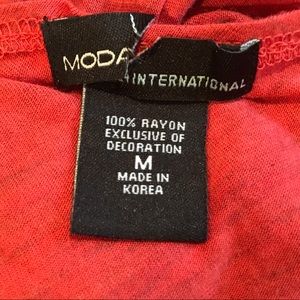 MODA INTERNATIONAL
100% RAYON
EXCLUSIVE OF
DECORATION
M
MADE IN
KOREA